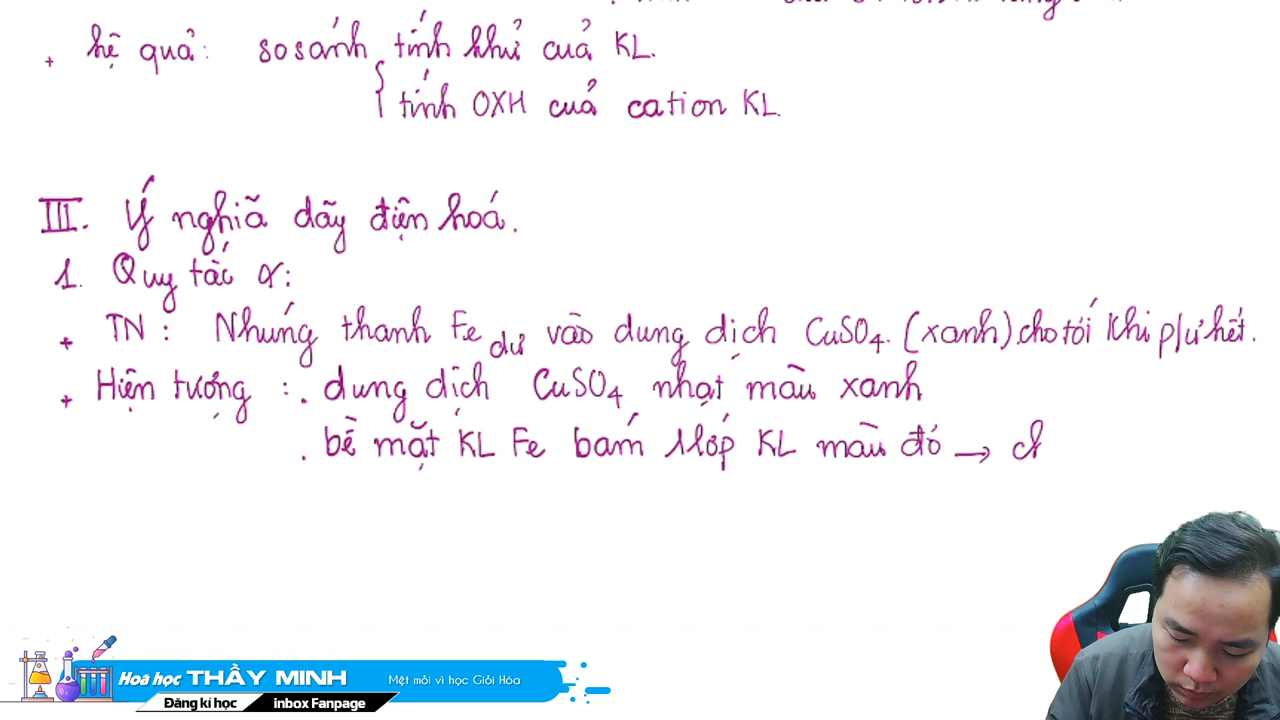 + hệ quả: so sánh tính khử của KL.
tính OXH của cation KL.
III. Ý nghĩa dãy điện hoá.
1. Quy tắc α:
+ TN: Nhúng thanh Fe dư vào dung dịch CuSO4. (xanh) cho tới khi p/ư hết.
+ Hiện tượng: . dung dịch CuSO4 nhạt màu xanh
. bề mặt KL Fe bám 1 lớp KL màu đỏ →
Hoá học THẦY MINH
Mệt mỏi vì học Giỏi Hóa
Đăng kí học inbox Fanpage